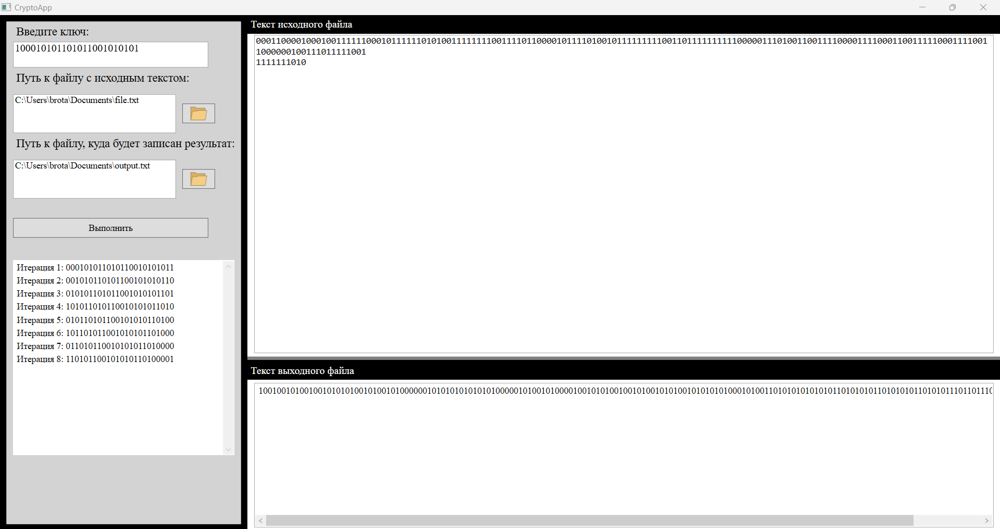 CryptoApp
Введите ключ:
100010101101011001010101
Путь к файлу с исходным текстом:
C:\Users\brota\Documents\file.txt
Путь к файлу, куда будет записан результат:
C:\Users\brota\Documents\output.txt
Выполнить
Итерация 1: 000101011010110010101011
Итерация 2: 001010110101100101010110
Итерация 3: 010101101011001010101101
Итерация 4: 101011010110010101011010
Итерация 5: 010110101100101010110100
Итерация 6: 101101011001010101101000
Итерация 7: 011010110010101011010000
Итерация 8: 110101100101010110100001
Текст исходного файла
1000000100111011111001
1111111010
Текст выходного файла